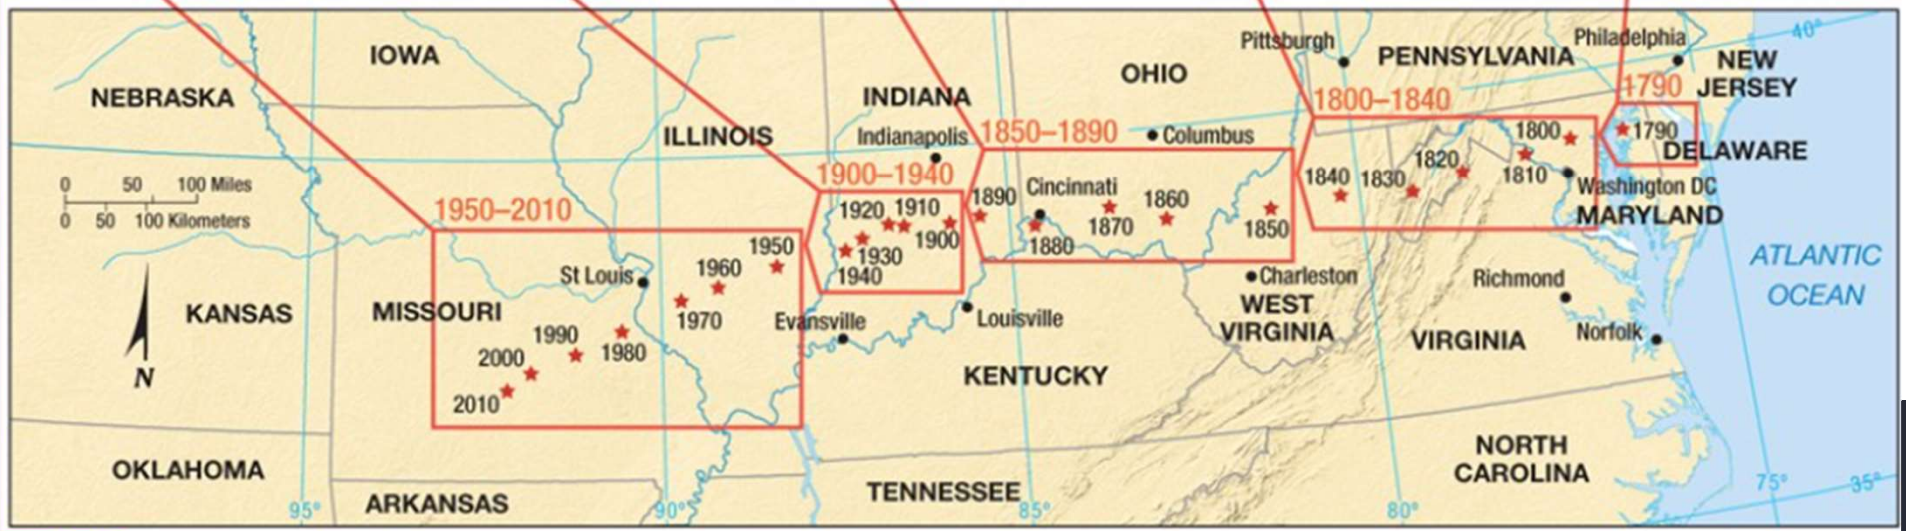 Pittsburgh
PENNSYLVANIA
Philadelphia
40°
IOWA
OHIO
NEW
JERSEY
NEBRASKA
INDIANA
1800–1840
1790
ILLINOIS
Indianapolis
1850–1890
Columbus
1800
1790
DELAWARE
0 50 100 Miles
0 50 100 Kilometers
1900–1940
1890
Cincinnati
1840
1830
1820
1810
Washington DC
MARYLAND
1950–2010
1920
1910
1900
1930
1940
1880
1870
1860
1850
1950
1960
1970
St Louis
Charleston
Richmond
ATLANTIC
OCEAN
KANSAS
MISSOURI
Evansville
Louisville
WEST
VIRGINIA
VIRGINIA
Norfolk
1990
1980
2000
2010
N
KENTUCKY
OKLAHOMA
ARKANSAS
TENNESSEE
NORTH
CAROLINA
95°
90°
85°
80°
75°
35°